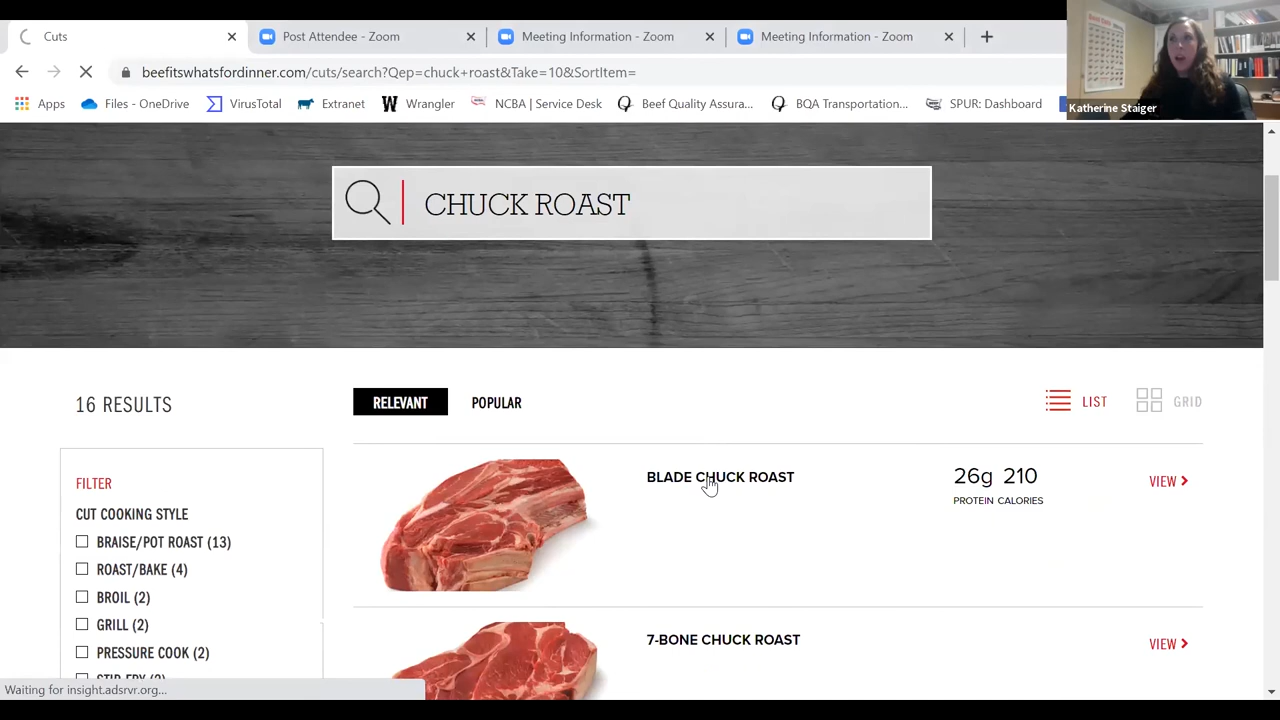 Cuts
Post Attendee - Zoom
Meeting Information - Zoom
Meeting Information - Zoom
beefitswhatsfordinner.com/cuts/search?Qep=chuck+roast&Take=10&SortItem=
Apps
Files - OneDrive
VirusTotal
Extranet
Wrangler
NCBA | Service Desk
Beef Quality Assura...
BQA Transportation...
SPUR: Dashboard
Katherine Staiger
CHUCK ROAST
16 RESULTS
RELEVANT
POPULAR
LIST
GRID
FILTER
CUT COOKING STYLE
BRAISE/POT ROAST (13)
ROAST/BAKE (4)
BROIL (2)
GRILL (2)
PRESSURE COOK (2)
BLADE CHUCK ROAST
26g 210
PROTEIN CALORIES
VIEW
7-BONE CHUCK ROAST
VIEW
Waiting for insight.adsrvr.org...